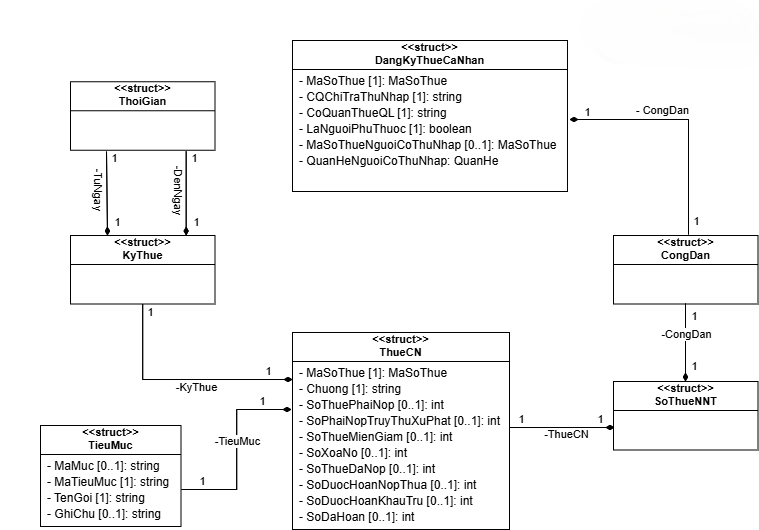 <<struct>>
DangKyThueCaNhan
- MaSoThue [1]: MaSoThue
- CQChiTraThuNhap [1]: string
- CoQuanThueQL [1]: string
- LaNguoiPhuThuoc [1]: boolean
- MaSoThueNguoiCoThuNhap [0..1]: MaSoThue
- QuanHeNguoiCoThuNhap: QuanHe
<<struct>>
ThoiGian
1
- CongDan
1
1
1
-TuNgay
-DenNgay
1
1
<<struct>>
KyThue
1
<<struct>>
CongDan
1
-CongDan
1
1
-KyThue
<<struct>>
ThueCN
- MaSoThue [1]: MaSoThue
- Chuong [1]: string
- SoThuePhaiNop [0..1]: int
- SoPhaiNopTruyThuXuPhat [0..1]: int
- SoThueMienGiam [0..1]: int
- SoXoaNo [0..1]: int
- SoThueDaNop [0..1]: int
- SoDuocHoanNopThua [0..1]: int
- SoDuocHoanKhauTru [0..1]: int
- SoDaHoan [0..1]: int
<<struct>>
SoThueNNT
1
-ThueCN
1
1
-TieuMuc
1
<<struct>>
TieuMuc
- MaMuc [0..1]: string
- MaTieuMuc [1]: string
- TenGoi [1]: string
- GhiChu [0..1]: string